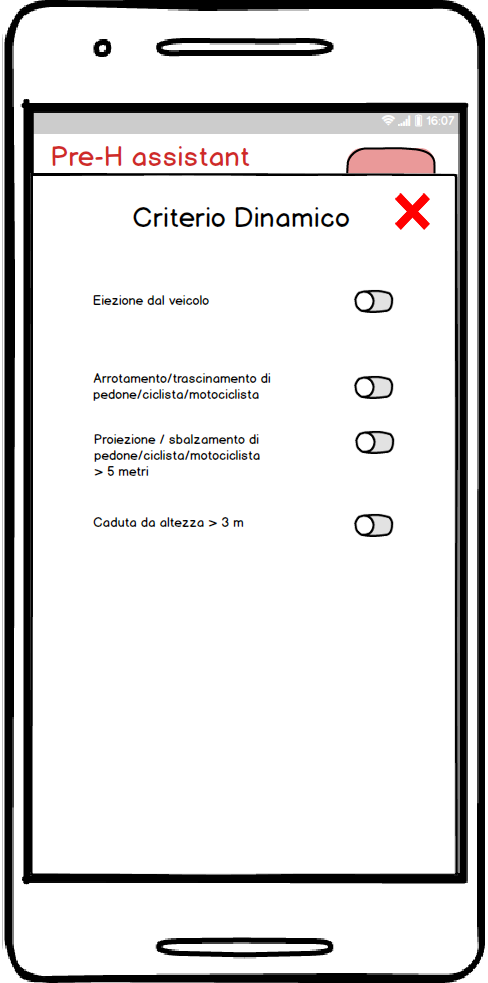 16:07
Pre-H assistant
Criterio Dinamico
Eiezione dal veicolo
Arrotamento/trascinamento di
pedone/ciclista/motociclista
Proiezione / sbalzamento di
pedone/ciclista/motociclista
> 5 metri
Caduta da altezza > 3 m